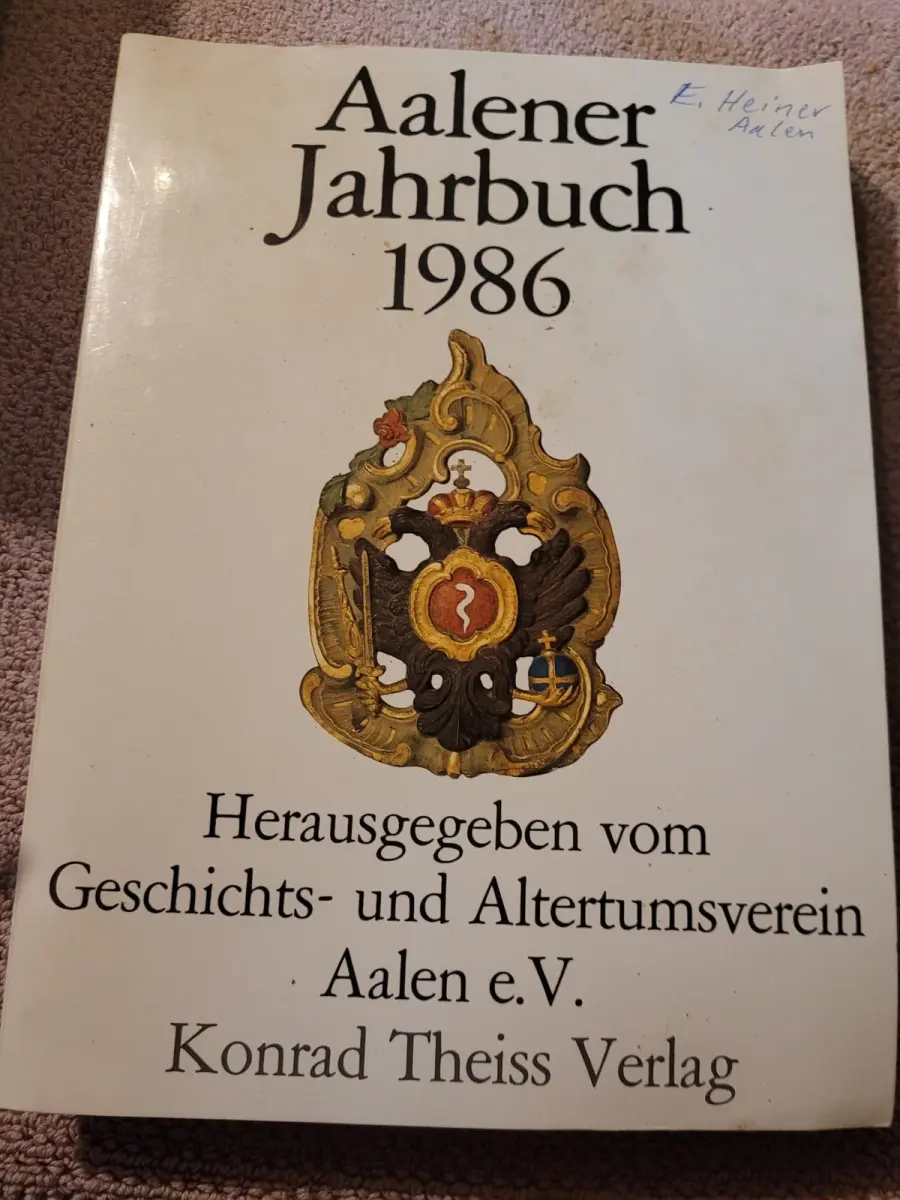 Aalener
E. Heiner
Aalen
Jahrbuch
1986
Herausgegeben vom
Geschichts- und Altertumsverein
Aalen e.V.
Konrad Theiss Verlag